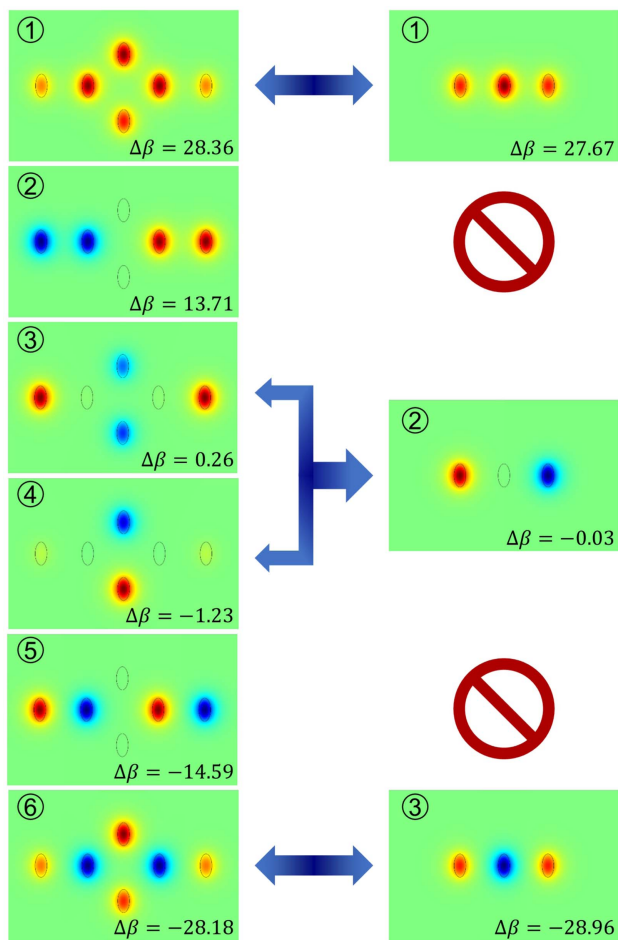 ① ①
Δβ = 28.36 Δβ = 27.67
②
Δβ = 13.71
③
Δβ = 0.26
②
④
Δβ = −0.03
Δβ = −1.23
⑤
Δβ = −14.59
⑥ ③
Δβ = −28.18 Δβ = −28.96